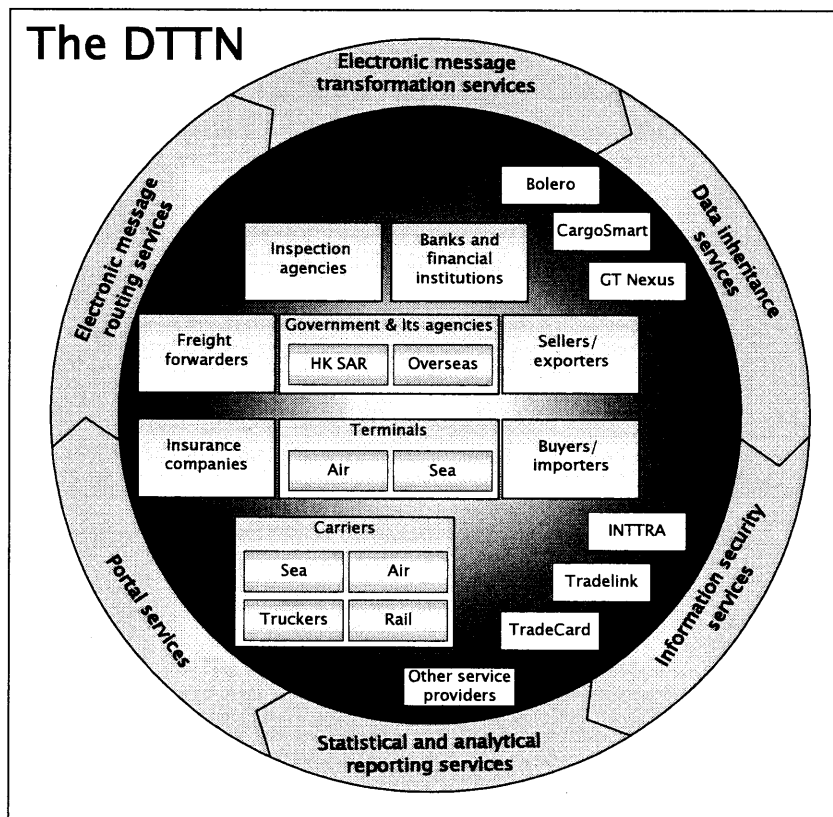 The DTTN
Electronic message
transformation services
Data inheritance
services
Information security
services
Statistical and analytical
reporting services
Portal services
Electronic message
routing services
Bolero
CargoSmart
GT Nexus
Inspection
agencies
Banks and
financial
institutions
Freight
forwarders
Government & Its agencies
HK SAR
Overseas
Sellers/
exporters
Insurance
companies
Terminals
Air
Sea
Buyers/
importers
Carriers
Sea
Air
Truckers
Rail
INTTRA
Tradelink
TradeCard
Other service
providers